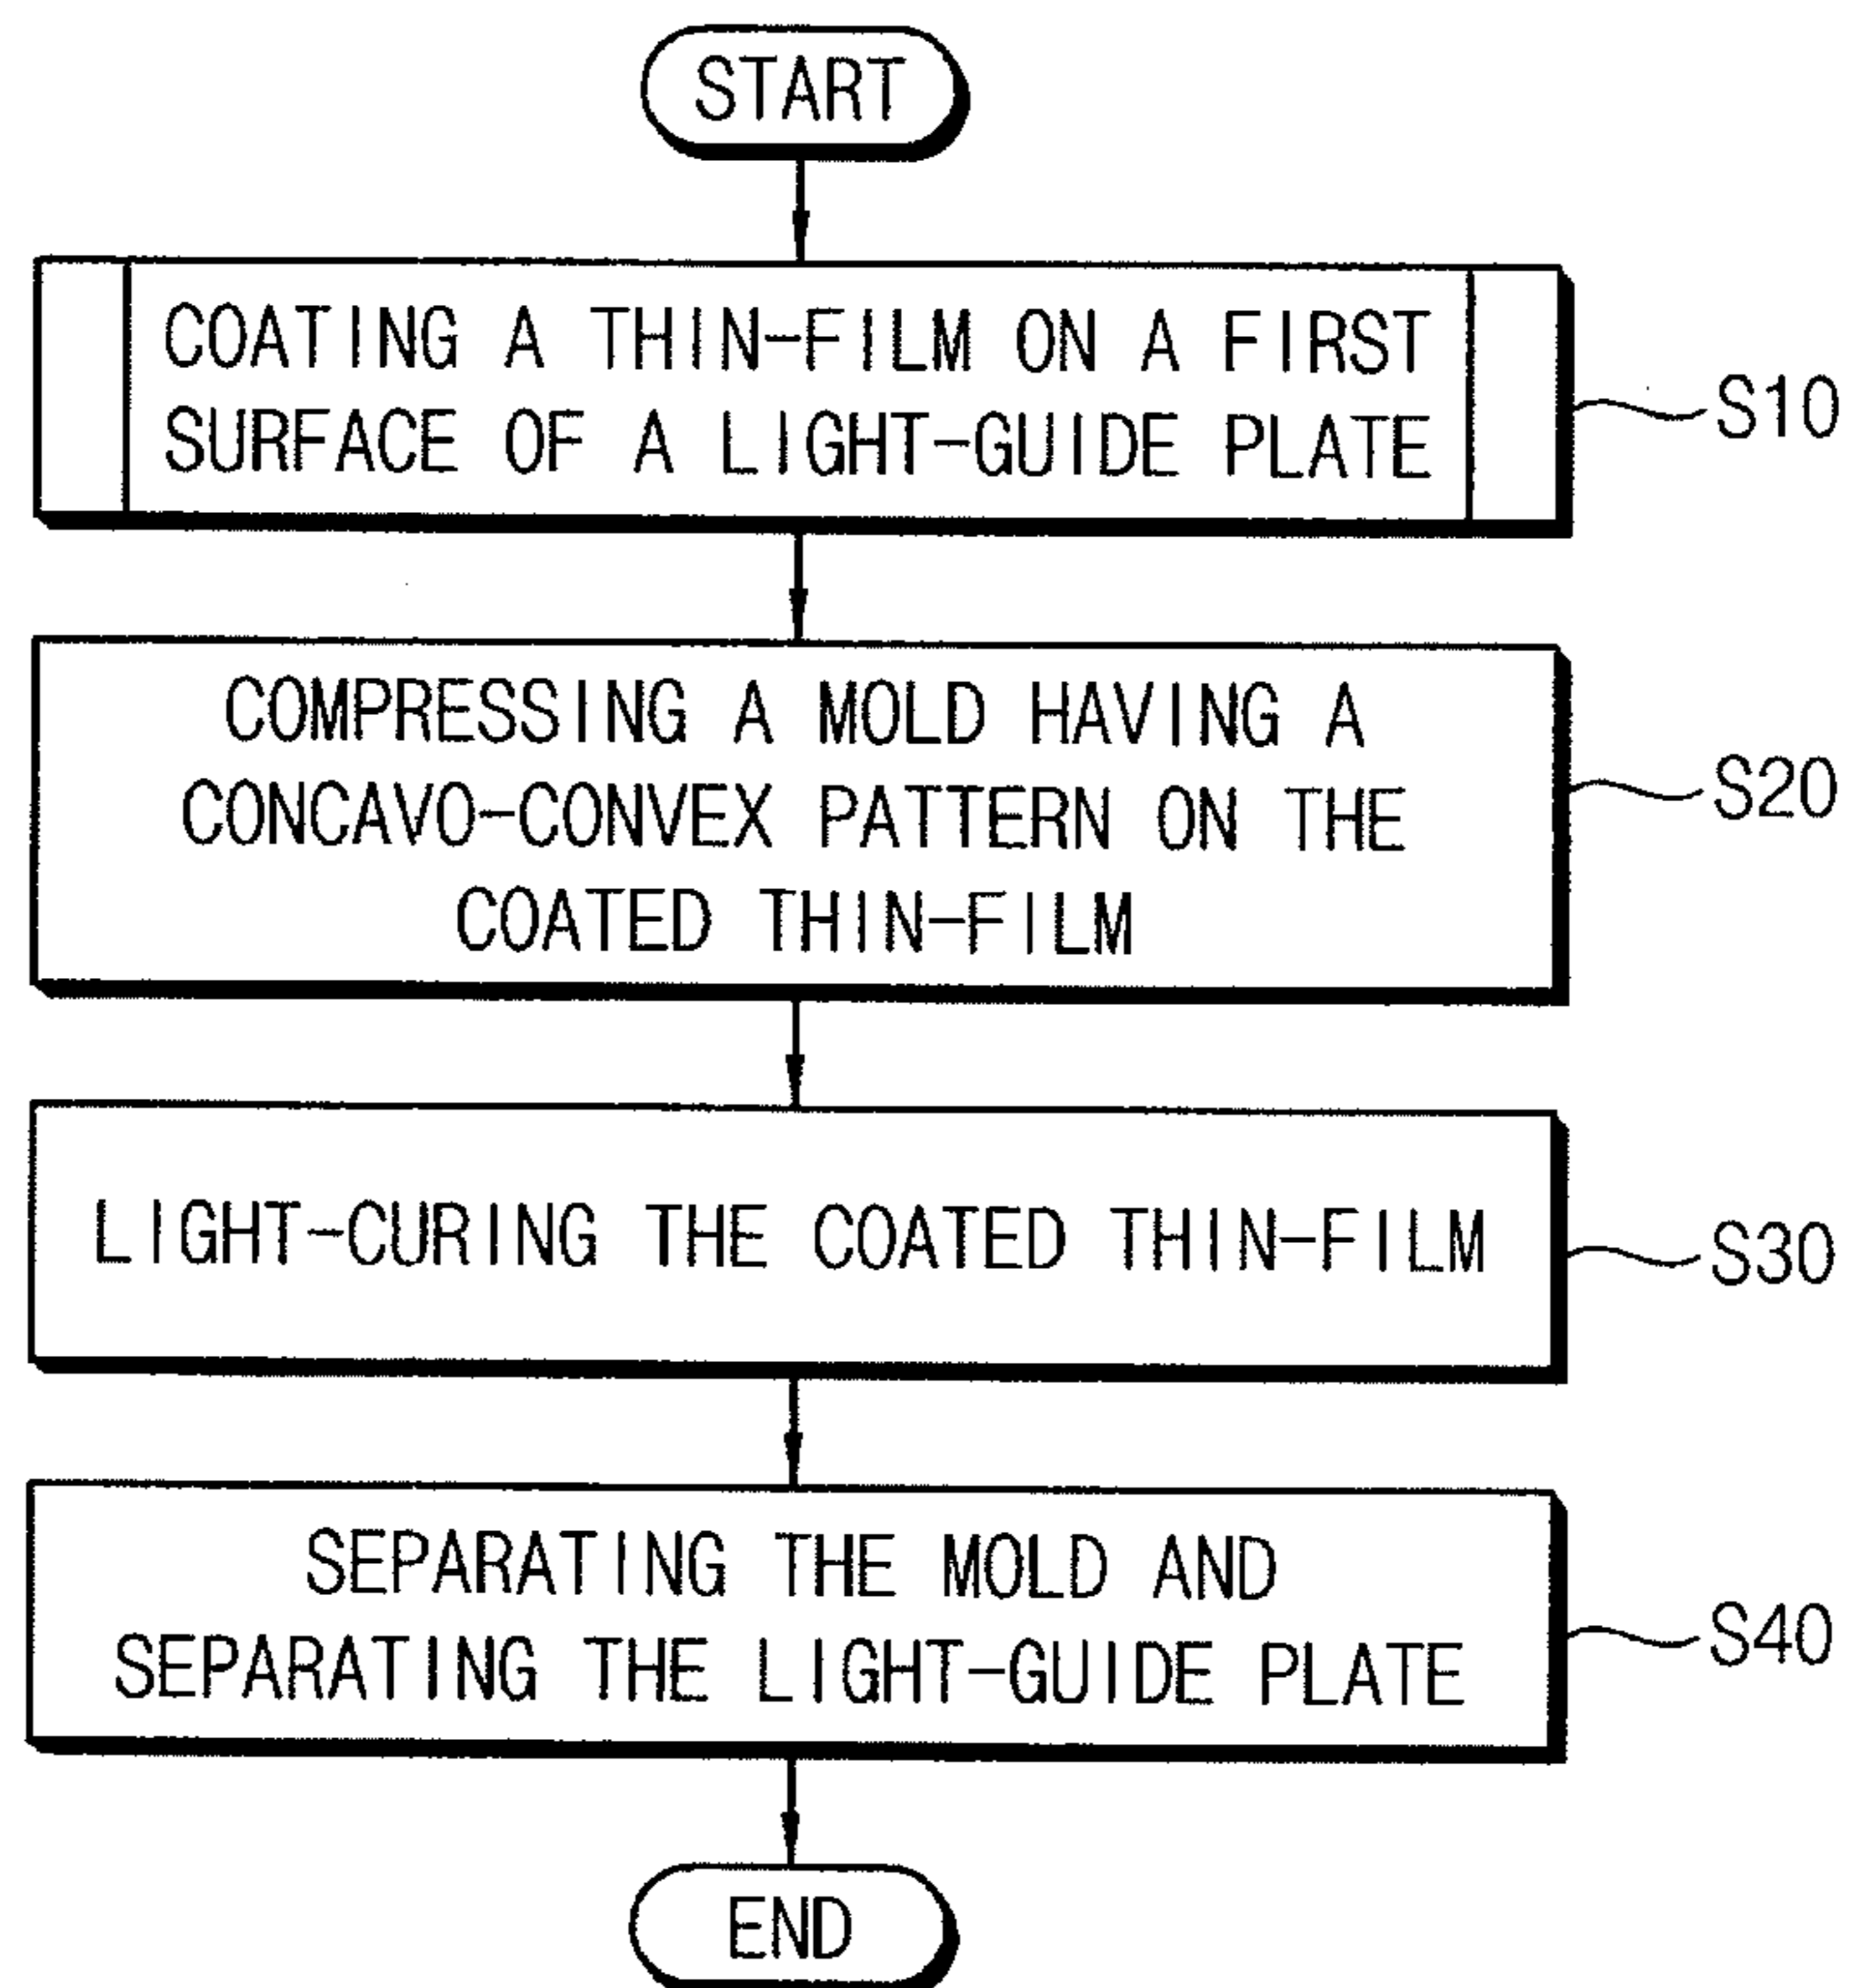 START
COATING A THIN-FILM ON A FIRST
SURFACE OF A LIGHT-GUIDE PLATE
S10
COMPRESSING A MOLD HAVING A
CONCAVO-CONVEX PATTERN ON THE
COATED THIN-FILM
S20
LIGHT-CURING THE COATED THIN-FILM
S30
SEPARATING THE MOLD AND
SEPARATING THE LIGHT-GUIDE PLATE
S40
END